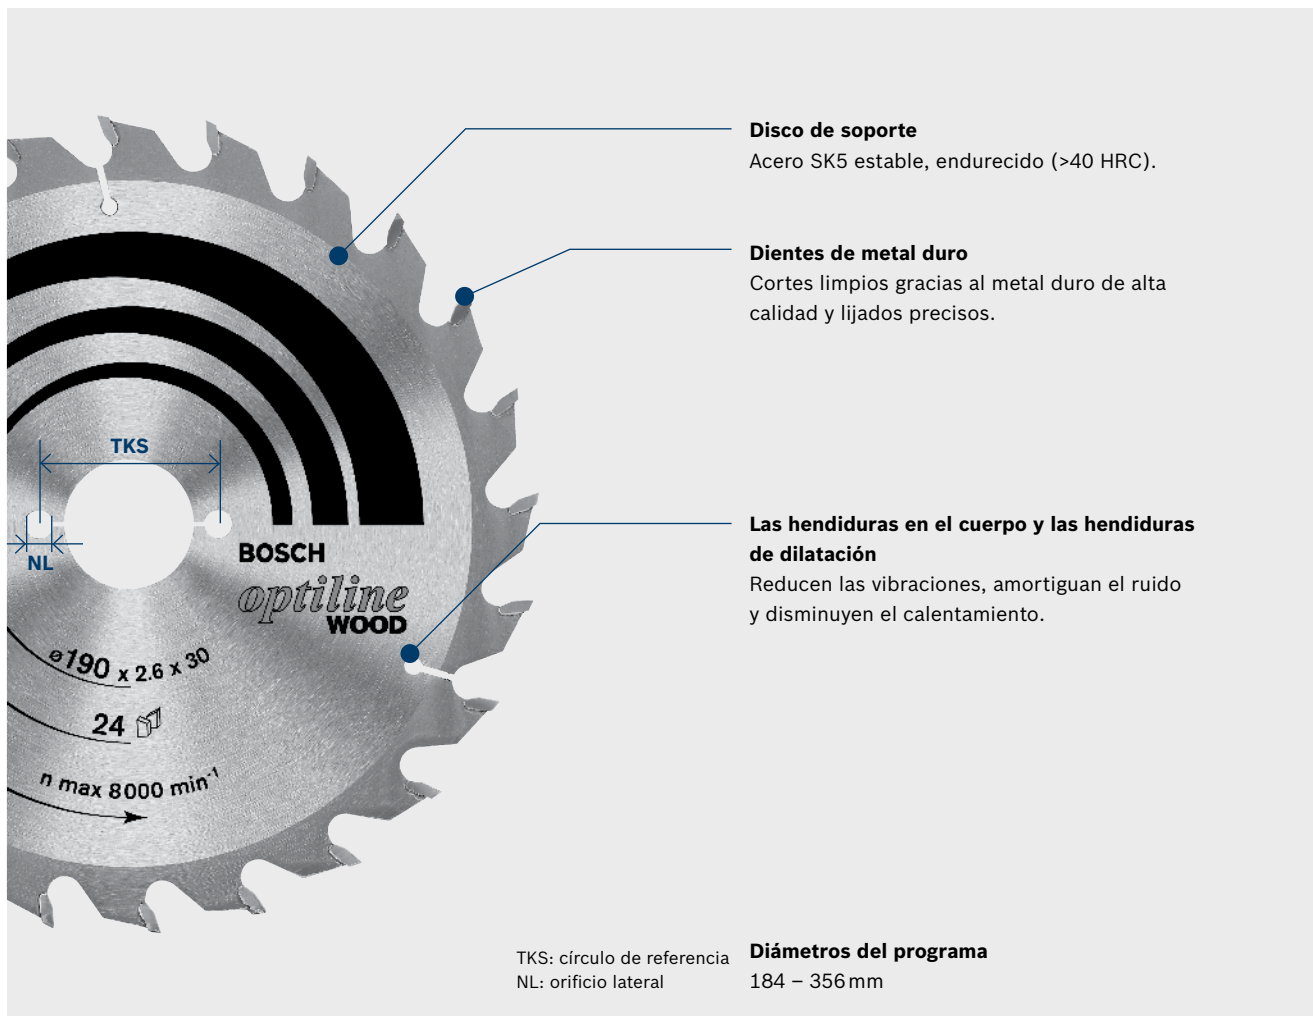 Disco de soporte
Acero SK5 estable, endurecido (>40 HRC).
Dientes de metal duro
Cortes limpios gracias al metal duro de alta
calidad y lijados precisos.
TKS
NL
Las hendiduras en el cuerpo y las hendiduras
de dilatación
Reducen las vibraciones, amortiguan el ruido
y disminuyen el calentamiento.
BOSCH
optiline
WOOD
ø190 x 2.6 x 30
24
n max 8000 min⁻¹
TKS: círculo de referencia
NL: orificio lateral
Diámetros del programa
184 – 356 mm